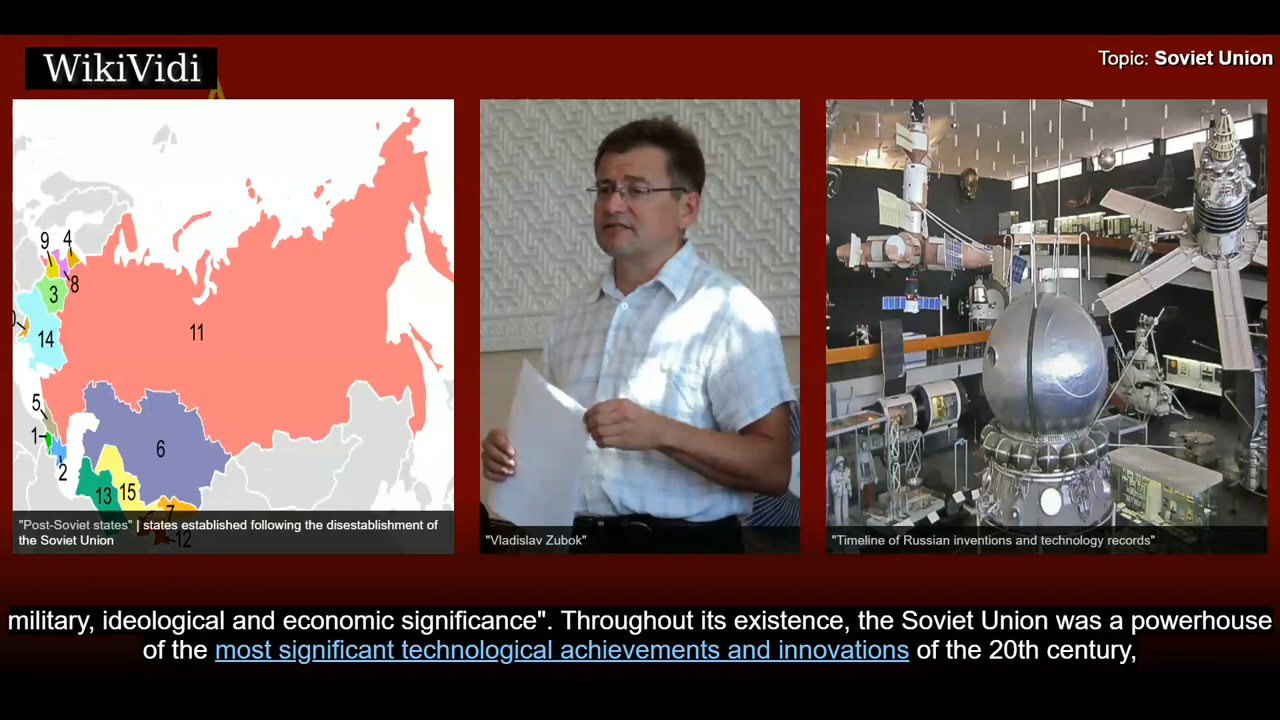 WikiVidi
Topic: Soviet Union
9
4
8
3
14
11
5
1
2
6
13
15
7
12
"Post-Soviet states" | states established following the disestablishment of
the Soviet Union
"Vladislav Zubok"
"Timeline of Russian inventions and technology records"
military, ideological and economic significance". Throughout its existence, the Soviet Union was a powerhouse
of the most significant technological achievements and innovations of the 20th century,